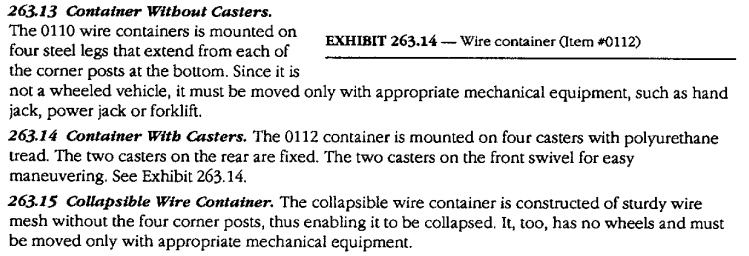 263.13 Container Without Casters.
The 0110 wire containers is mounted on
four steel legs that extend from each of
the corner posts at the bottom. Since it is
EXHIBIT 263.14 — Wire container (Item #0112)
not a wheeled vehicle, it must be moved only with appropriate mechanical equipment, such as hand
jack, power jack or forklift.
263.14 Container With Casters. The 0112 container is mounted on four casters with polyurethane
tread. The two casters on the rear are fixed. The two casters on the front swivel for easy
maneuvering. See Exhibit 263.14.
263.15 Collapsible Wire Container. The collapsible wire container is constructed of sturdy wire
mesh without the four corner posts, thus enabling it to be collapsed. It, too, has no wheels and must
be moved only with appropriate mechanical equipment.